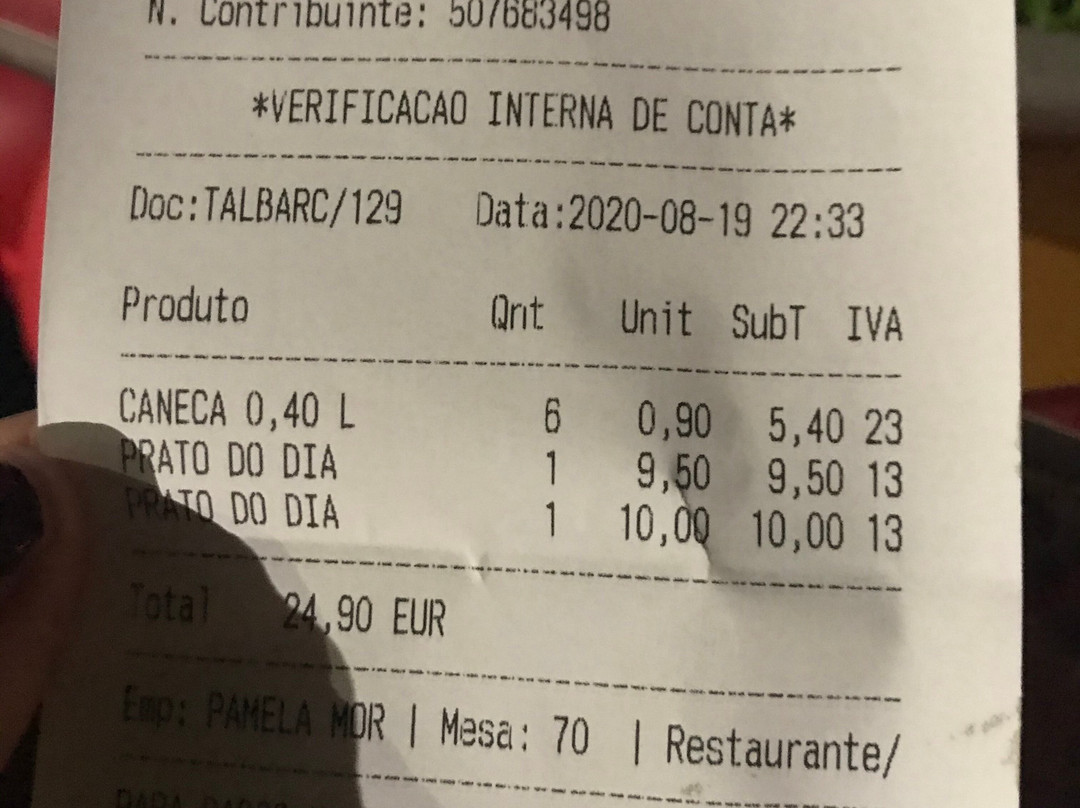 N. Contribuinte: 507683498
*VERIFICACAO INTERNA DE CONTA*
Doc:TALBARC/129 Data:2020-08-19 22:33
Produto Qnt Unit SubT IVA
CANECA 0,40 L 6 0,90 5,40 23
PRATO DO DIA 1 9,50 9,50 13
PRATO DO DIA 1 10,00 10,00 13
Total 24,90 EUR
Emp: PAMELA MOR | Mesa: 70 | Restaurante/